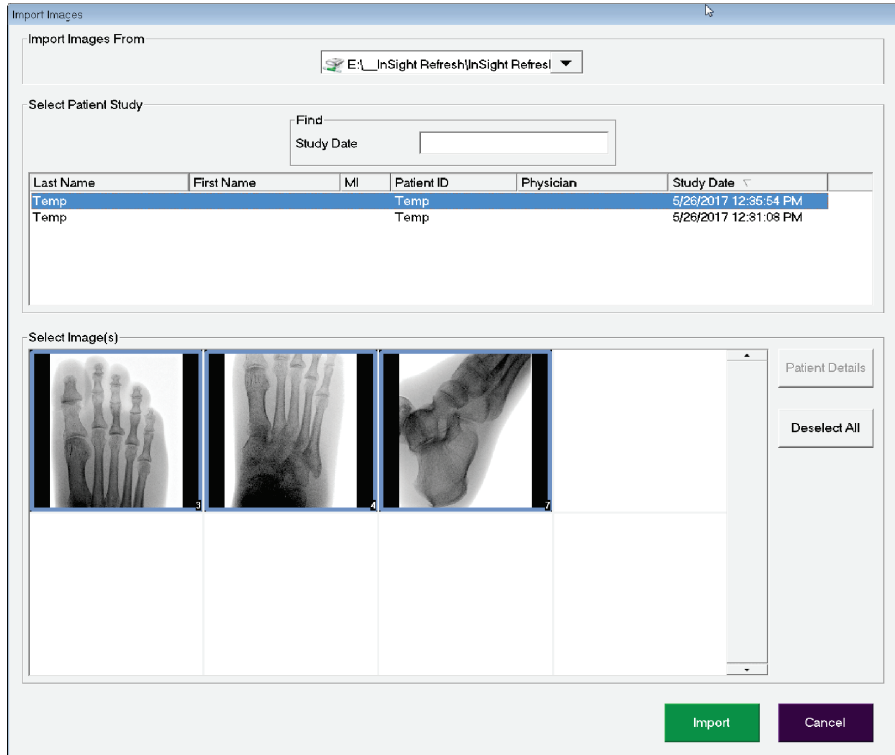 Import Images
Import Images From
E:\__InSight Refresh\InSight Refresl
Select Patient Study
Find
Study Date
Last Name First Name MI Patient ID Physician Study Date
Temp Temp 5/26/2017 12:35:54 PM
Temp Temp 5/26/2017 12:31:08 PM
Select Image(s)
3 4 7
Patient Details
Deselect All
Import Cancel